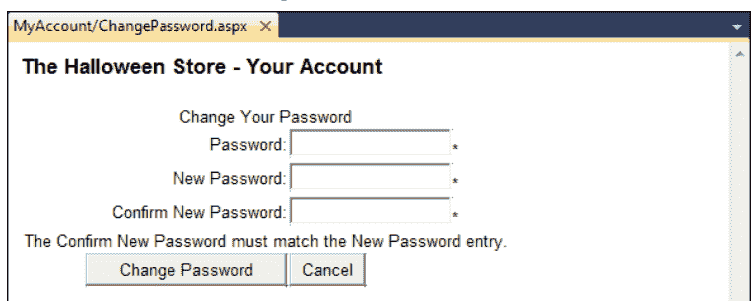 MyAccount/ChangePassword.aspx ×
The Halloween Store - Your Account
Change Your Password
Password: *
New Password: *
Confirm New Password: *
The Confirm New Password must match the New Password entry.
Change Password Cancel